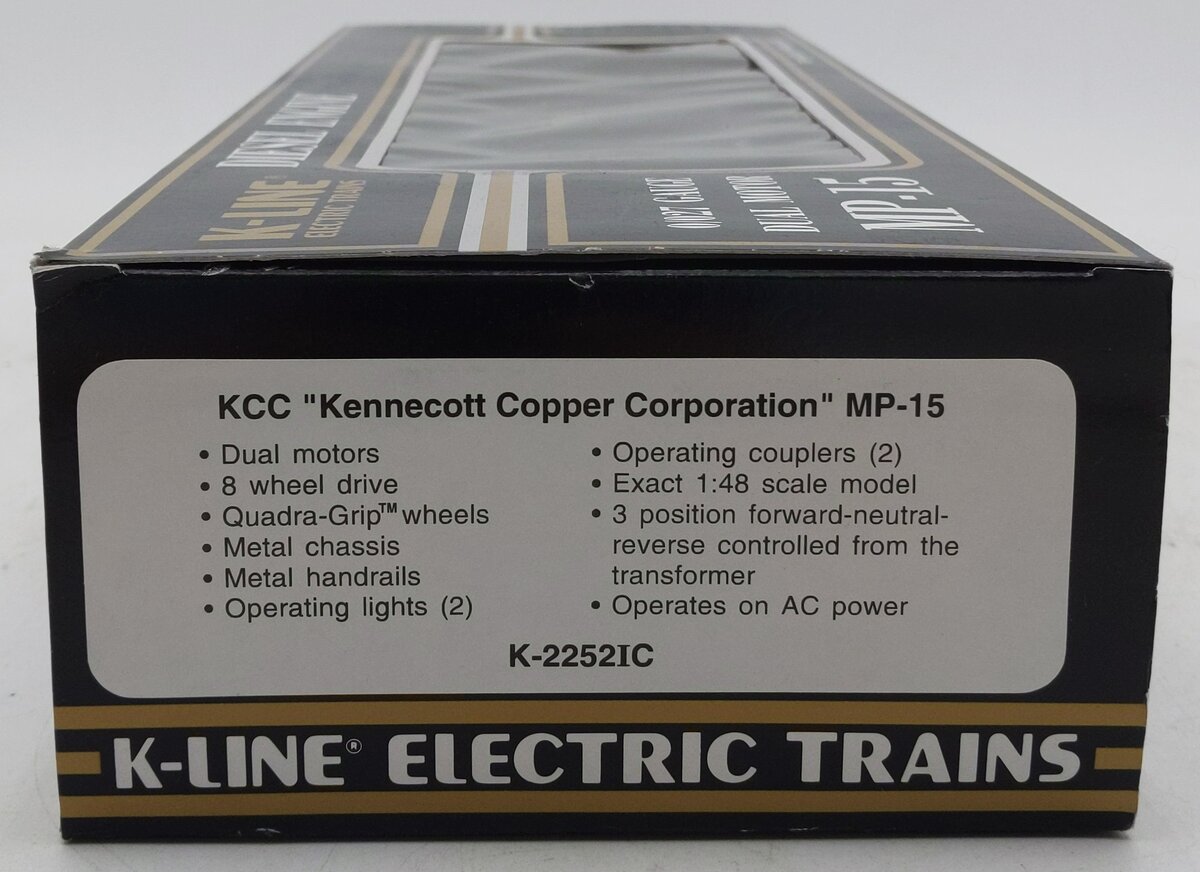 DIESEL ENGINE
K-LINE®
ELECTRIC TRAINS
0/027 GAUGE
DUAL MOTOR
MP-15
KCC "Kennecott Copper Corporation" MP-15
• Dual motors
• 8 wheel drive
• Quadra-Grip™ wheels
• Metal chassis
• Metal handrails
• Operating lights (2)
• Operating couplers (2)
• Exact 1:48 scale model
• 3 position forward-neutral-
reverse controlled from the
transformer
• Operates on AC power
K-2252IC
K-LINE® ELECTRIC TRAINS